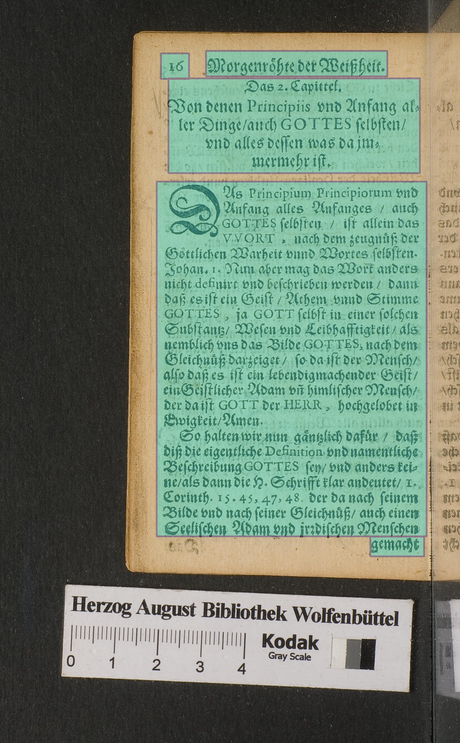 16 Morgenröhte der Weißheit.
Das 2. Capittel.
Von denen Principiis vnd Anfang al-
ler Dinge/auch GOTTES selbsten/
vnd alles dessen was da jm-
mermehr ist.
DAs Principium Principiorum vnd
Anfang alles Anfanges / auch
GOTTES selbsten / ist allein das
VVORT , nach dem zeugnüß der
Göttlichen Warheit vnnd Wortes selbsten.
Johan. 1. Nun aber mag das Wort anders
nicht definirt vnd beschrieben werden / dann
daß es ist ein Geist / Athem vnnd Stimme
GOTTES , ja GOTT selbst in einer solchen
Substantz/ Wesen vnd Leibhafftigkeit / als
nemblich vns das Bilde GOTTES, nach dem
Gleichnüß darzeiget / so da ist der Mensch/
also daß es ist ein lebendigmachender Geist/
ein Geistlicher Adam vñ himlischer Mensch/
der da ist GOTT der HERR , hochgelobet in
Ewigkeit/Amen.
So halten wir nun gäntzlich dafür / daß
diß die eigentliche Definition vnd namentliche
Beschreibung GOTTES sey/ vnd anders kei-
ne/als dann die H. Schrifft klar andeutet/ 1.
Corinth. 15. 45, 47, 48. der da nach seinem
Bilde vnd nach seiner Gleichnüß/ auch einen
Seelischen Adam vnd jrrdischen Menschen
gemacht
Herzog August Bibliothek Wolfenbüttel
Kodak
Gray Scale
0 1 2 3 4